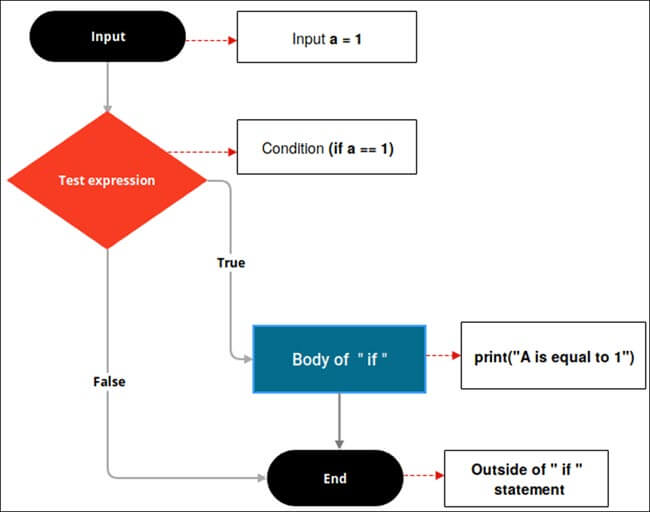 Input
Input a = 1
Condition (if a == 1)
Test expression
True
Body of " if "
print("A is equal to 1")
False
End
Outside of " if "
statement